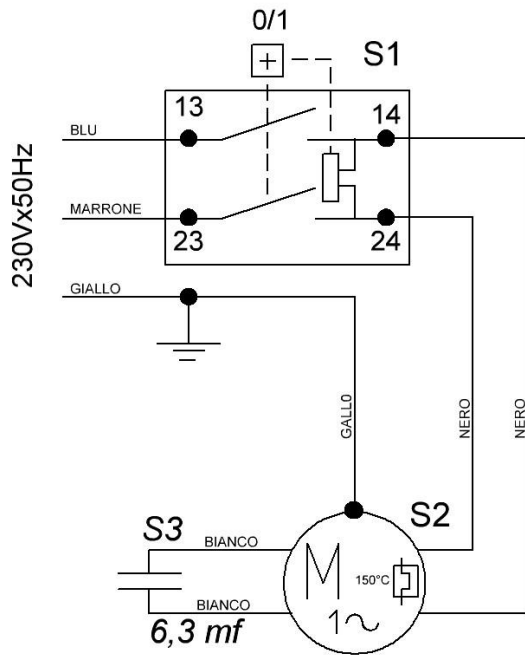 0/1
S1
13
14
BLU
230Vx50Hz
MARRONE
23
24
GIALLO
GALL0
NERO
NERO
S3
S2
BIANCO
M
150°C
BIANCO
1~
6,3 mf